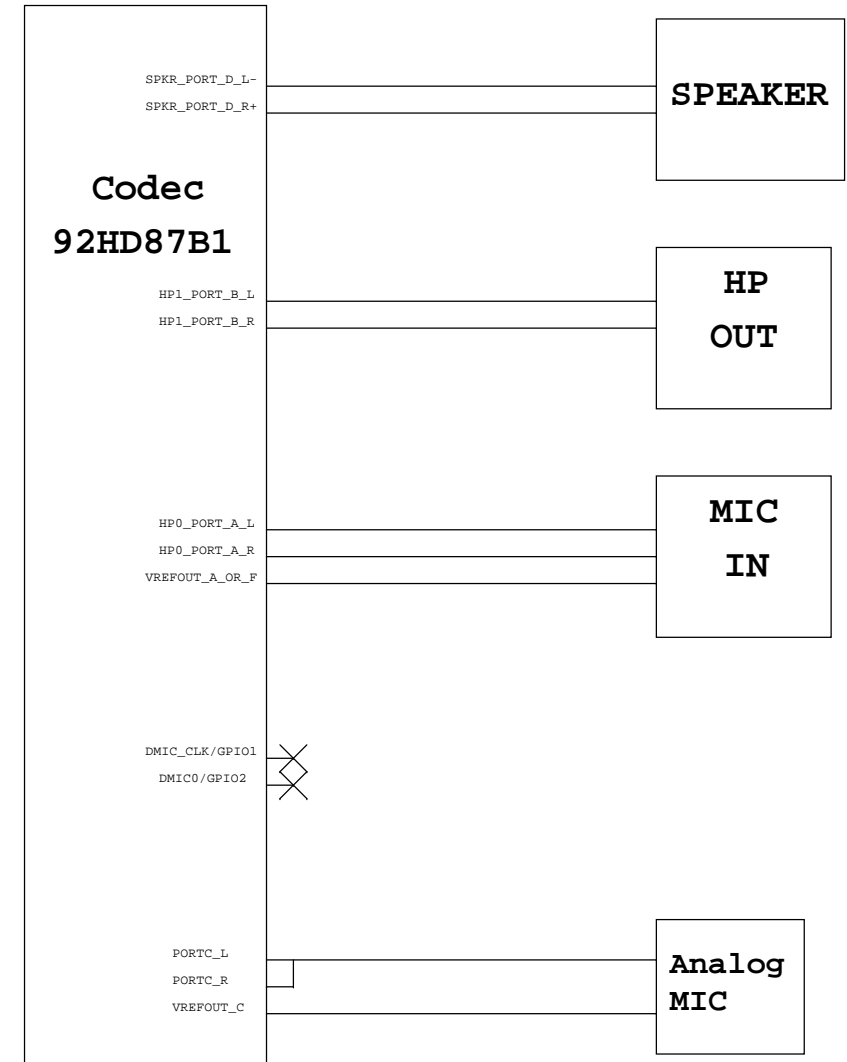 SPKR_PORT_D_L-
SPKR_PORT_D_R+
SPEAKER
Codec
92HD87B1
HP1_PORT_B_L
HP1_PORT_B_R
HP
OUT
HP0_PORT_A_L
HP0_PORT_A_R
VREFOUT_A_OR_F
MIC
IN
DMIC_CLK/GPIO1
DMIC0/GPIO2
PORTC_L
PORTC_R
VREFOUT_C
Analog
MIC